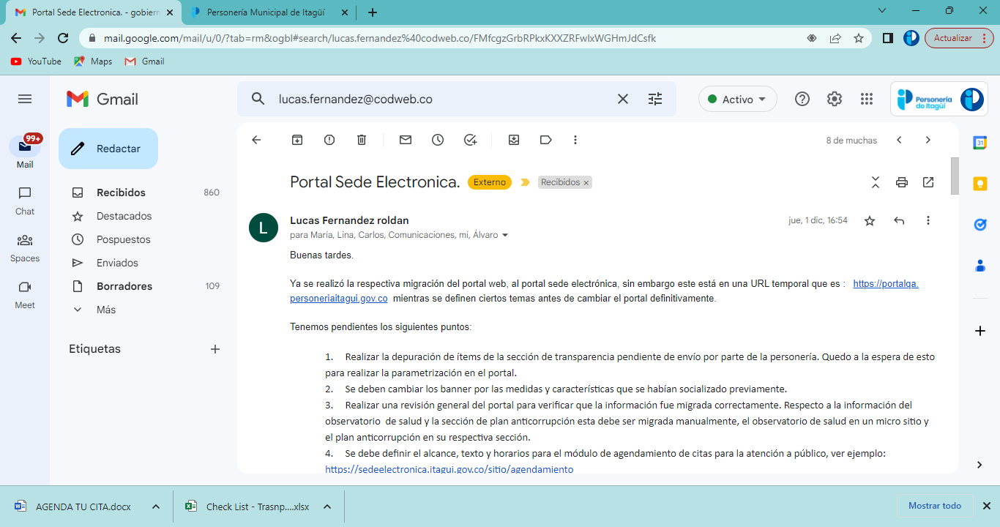 Portal Sede Electronica. - gobiern
Personería Municipal de Itagüí
mail.google.com/mail/u/0/?tab=rm&ogbl#search/lucas.fernandez%40codweb.co/FMfcgzGrbRPkxKXXZRFwlxWGHmJdCsfk
Actualizar
YouTube
Maps
Gmail
Gmail
lucas.fernandez@codweb.co
Activo
Personería
de Itagüí
99+
Mail
Chat
Spaces
Meet
Redactar
Recibidos 860
Destacados
Pospuestos
Enviados
Borradores 109
Más
Etiquetas
8 de muchas
Portal Sede Electronica. Externo Recibidos ×
L
Lucas Fernandez roldan
jue, 1 dic, 16:54
para María, Lina, Carlos, Comunicaciones, mí, Álvaro
Buenas tardes.
Ya se realizó la respectiva migración del portal web, al portal sede electrónica, sin embargo este está en una URL temporal que es : https://portalqa.
personeriaitagui.gov.co mientras se definen ciertos temas antes de cambiar el portal definitivamente.
Tenemos pendientes los siguientes puntos:
1. Realizar la depuración de ítems de la sección de transparencia pendiente de envío por parte de la personería. Quedo a la espera de esto
para realizar la parametrización en el portal.
2. Se deben cambiar los banner por las medidas y características que se habían socializado previamente.
3. Realizar una revisión general del portal para verificar que la información fue migrada correctamente. Respecto a la información del
observatorio de salud y la sección de plan anticorrupción esta debe ser migrada manualmente, el observatorio de salud en un micro sitio y
el plan anticorrupción en su respectiva sección.
4. Se debe definir el alcance, texto y horarios para el módulo de agendamiento de citas para la atención a público, ver ejemplo:
https://sedeelectronica.itagui.gov.co/sitio/agendamiento
31
AGENDA TU CITA.docx
Check List - Trasnp....xlsx
Mostrar todo